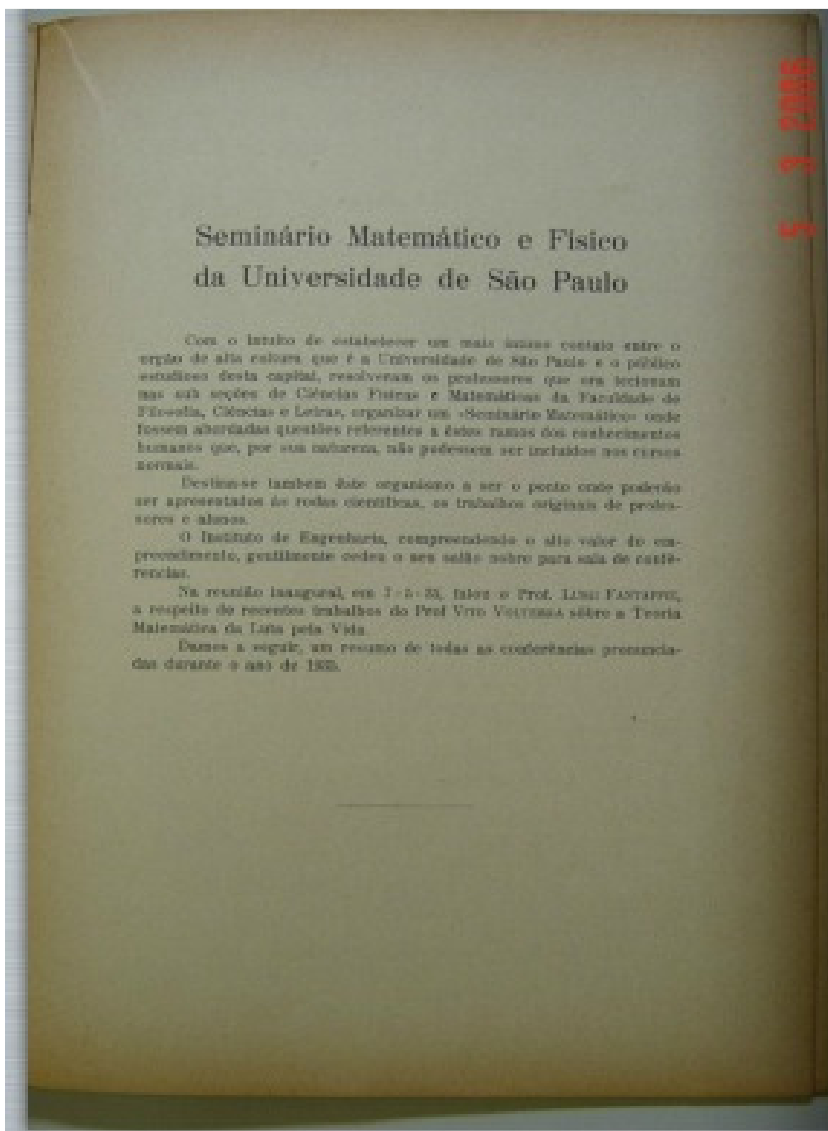 Seminário Matemático e Físico
da Universidade de São Paulo
Com o intuito de estabelecer um mais íntimo contato entre o
orgão de alta cultura que é a Universidade de São Paulo e o público
estudioso desta capital, resolveram os professores que ora lecionam
nas sub secções de Ciências Físicas e Matemáticas da Faculdade de
Filosofia, Ciências e Letras, organizar um «Seminário Matemático» onde
fossem abordadas questões referentes a êstes ramos dos conhecimentos
humanos que, por sua natureza, não podessem ser incluidos nos cursos
normais.
Destina-se tambem êste organismo a ser o ponto onde poderão
ser apresentados às rodas científicas, os trabalhos originais de profes-
sores e alunos.
O Instituto de Engenharia, compreendendo o alto valor do em-
preendimento, gentilmente cedeu o seu salão nobre para sala de confe-
rencias.
Na reunião inaugural, em falou o Prof. LUIGI FANTAPPIÈ,
a respeito de recentes trabalhos do Prof VITO VOLTERRA sôbre a Teoria
Matemática da Luta pela Vida
Damos a seguir, um resumo de todas as conferências pronuncia-
das durante o ano de 1935.
5 3 2006